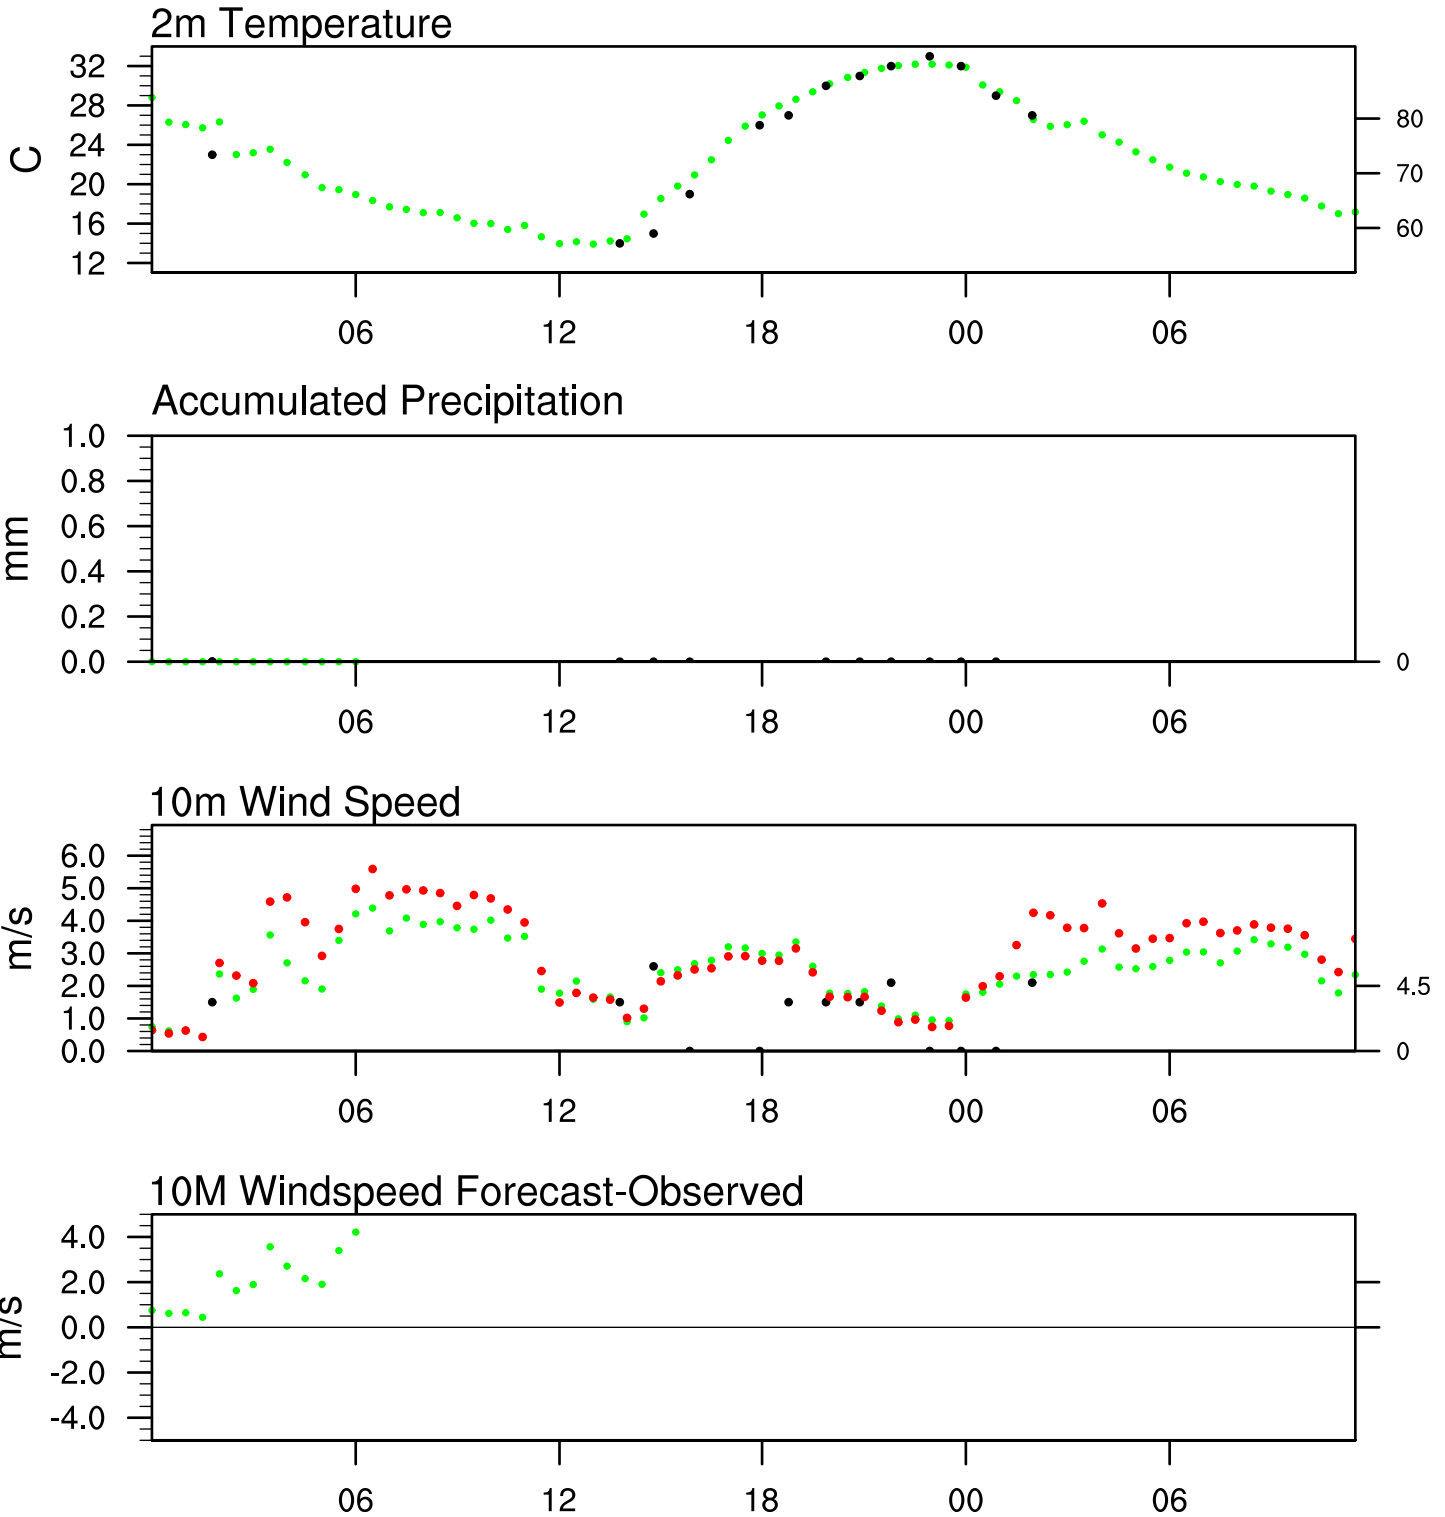 2m Temperature
32
28
24
20
16
12
C
80
70
60
06 12 18 00 06
Accumulated Precipitation
1.0
0.8
0.6
0.4
0.2
0.0
mm
0
06 12 18 00 06
10m Wind Speed
6.0
5.0
4.0
3.0
2.0
1.0
0.0
m/s
4.5
0
06 12 18 00 06
10M Windspeed Forecast-Observed
4.0
2.0
0.0
-2.0
-4.0
m/s
06 12 18 00 06